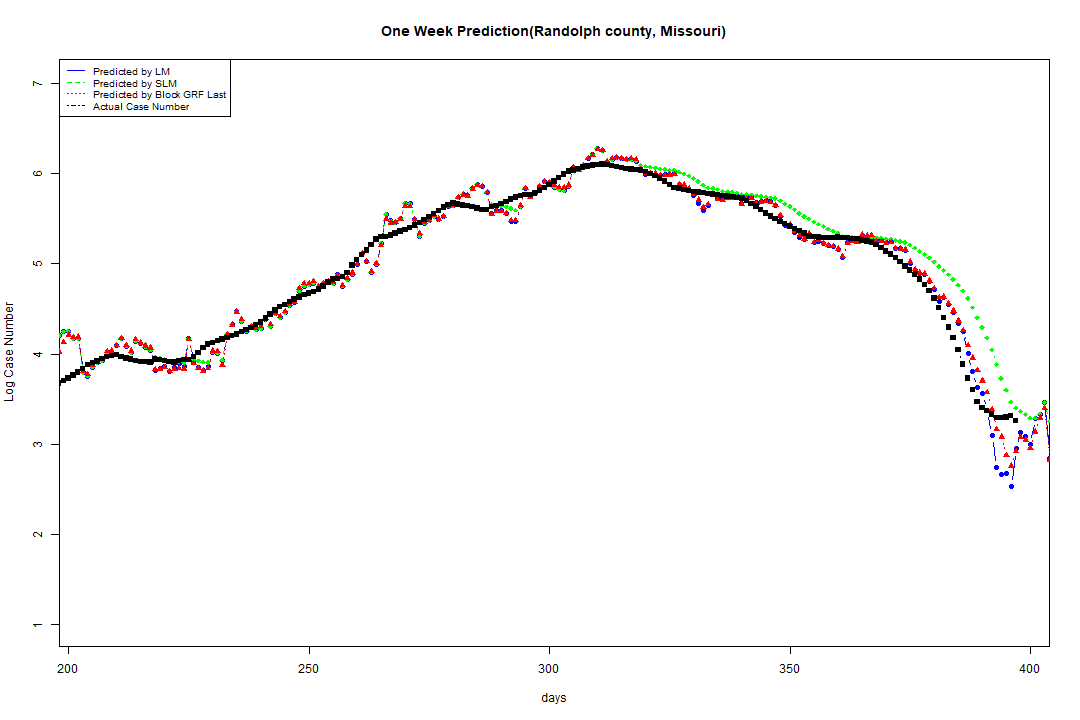 One Week Prediction(Randolph county, Missouri)
Predicted by LM
Predicted by SLM
Predicted by Block GRF Last
Actual Case Number
7
6
5
4
3
2
1
Log Case Number
200 250 300 350 400
days